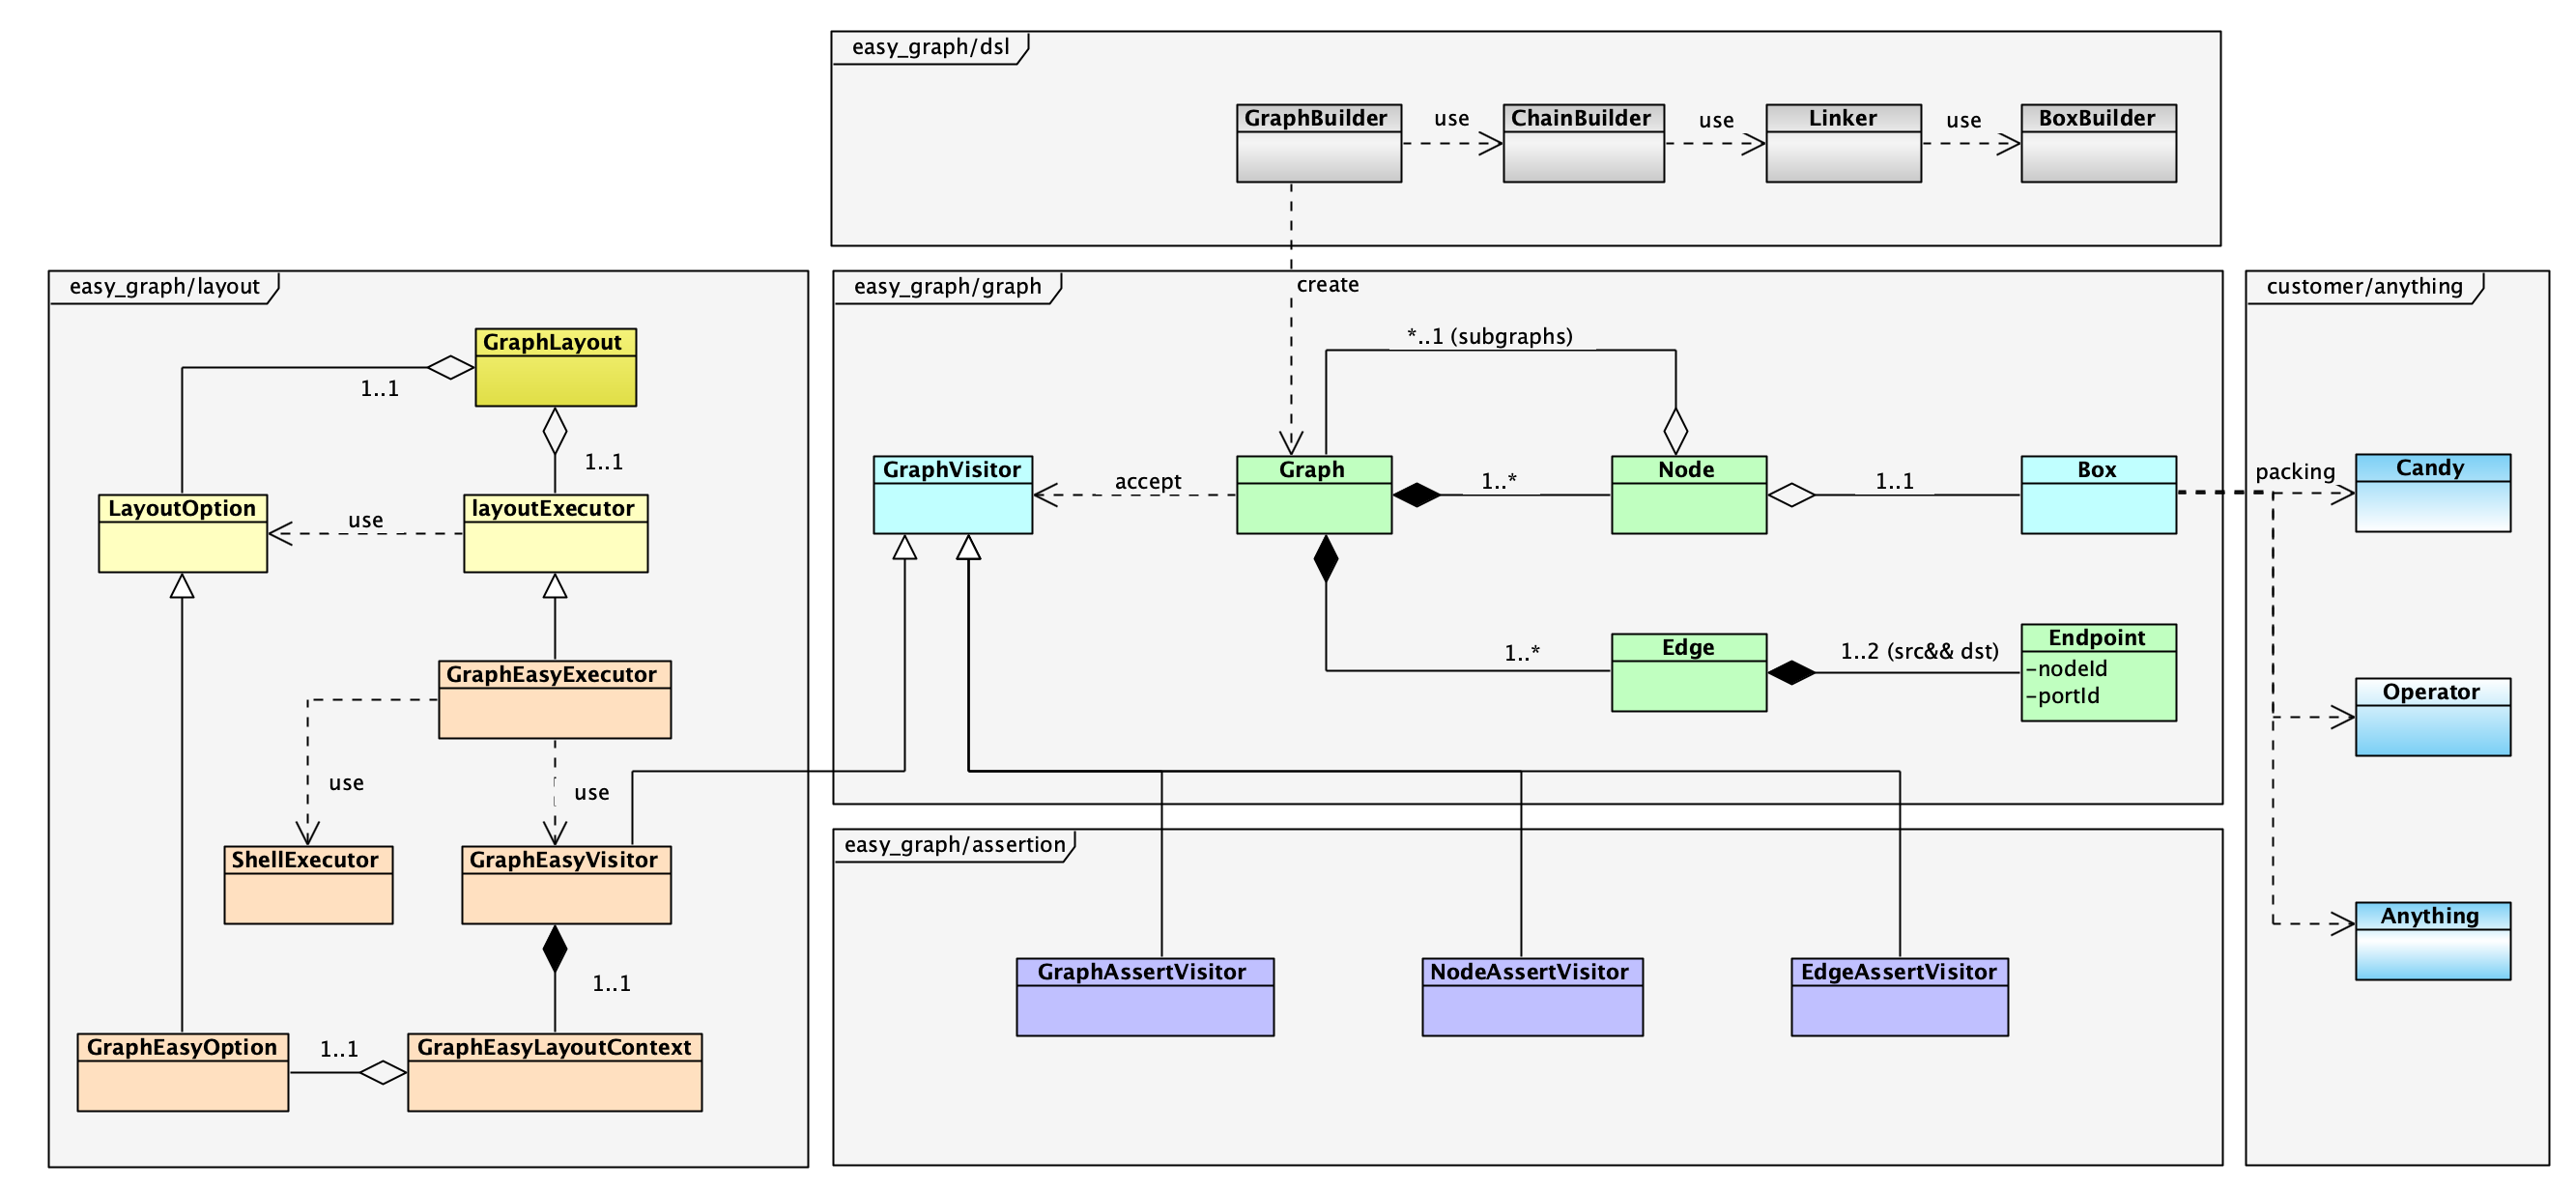 easy_graph/dsl
GraphBuilder
use
ChainBuilder
use
Linker
use
BoxBuilder
easy_graph/layout
GraphLayout
1..1
1..1
LayoutOption
use
layoutExecutor
GraphEasyExecutor
use
use
ShellExecutor
GraphEasyVisitor
1..1
GraphEasyOption
1..1
GraphEasyLayoutContext
easy_graph/graph
create
*..1 (subgraphs)
GraphVisitor
accept
Graph
1..*
Node
1..1
Box
1..*
Edge
1..2 (src&& dst)
Endpoint
-nodeId
-portId
easy_graph/assertion
GraphAssertVisitor
NodeAssertVisitor
EdgeAssertVisitor
customer/anything
packing
Candy
Operator
Anything